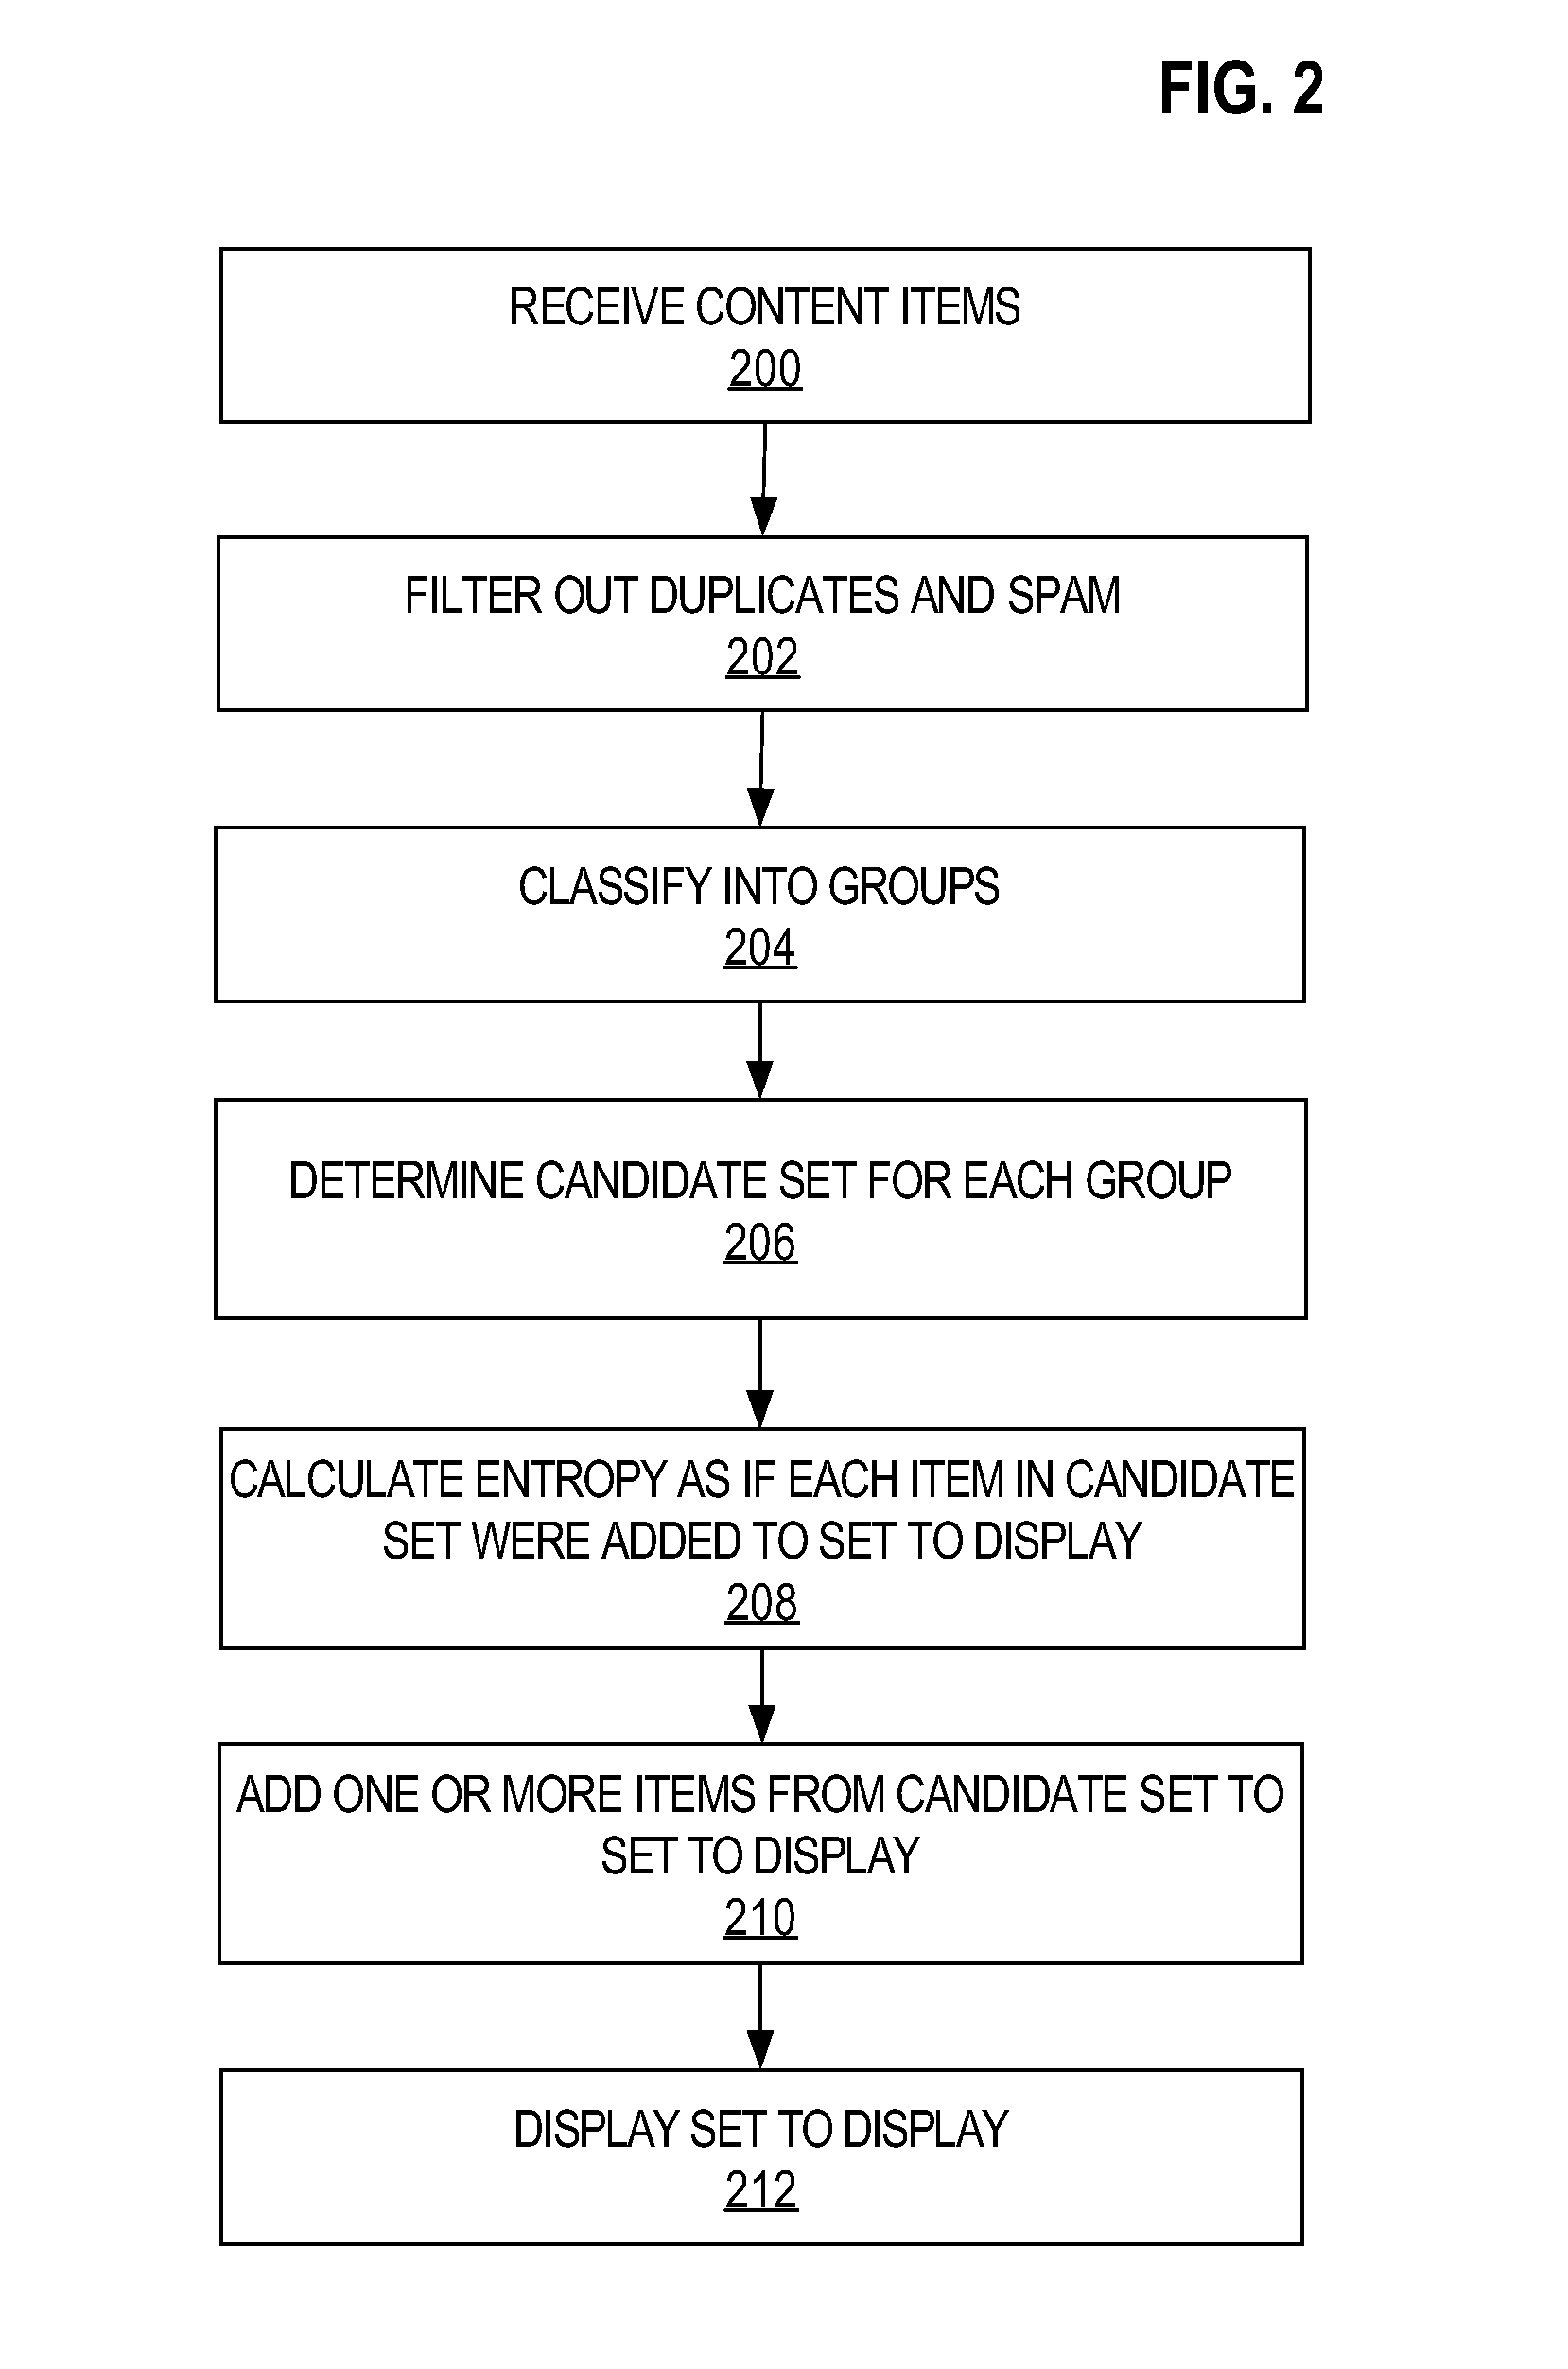 FIG. 2
RECEIVE CONTENT ITEMS
200
FILTER OUT DUPLICATES AND SPAM
202
CLASSIFY INTO GROUPS
204
DETERMINE CANDIDATE SET FOR EACH GROUP
206
CALCULATE ENTROPY AS IF EACH ITEM IN CANDIDATE
SET WERE ADDED TO SET TO DISPLAY
208
ADD ONE OR MORE ITEMS FROM CANDIDATE SET TO
SET TO DISPLAY
210
DISPLAY SET TO DISPLAY
212